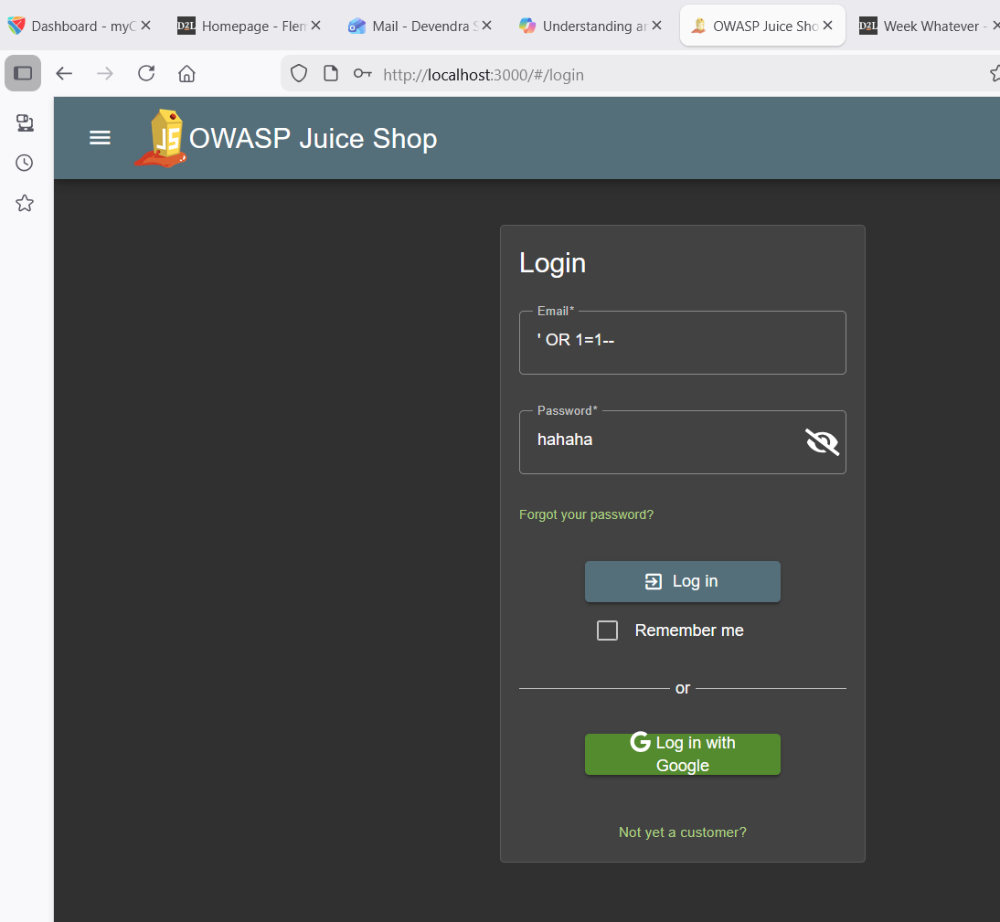 Dashboard - myC
D2L Homepage - Flem
Mail - Devendra S
Understanding ar
OWASP Juice Sho
D2L Week Whatever -
http://localhost:3000/#/login
JS OWASP Juice Shop
Login
Email*
' OR 1=1--
Password*
hahaha
Forgot your password?
Log in
Remember me
or
G Log in with
Google
Not yet a customer?